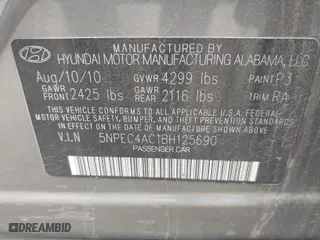 MANUFACTURED BY
HYUNDAI MOTOR MANUFACTURING ALABAMA, LLC
Aug/10/10 GVWR 4299 lbs PAINT P3
GAWR FRONT 2425 lbs GAWR REAR 2116 lbs TRIM RA
THIS VEHICLE CONFORMS TO ALL APPLICABLE FEDERAL MOTOR VEHICLE
SAFETY, BUMPER, AND THEFT PREVENTION STANDARDS IN EFFECT ON THE
DATE OF MANUFACTURE SHOWN ABOVE.
V.I.N 5NPEC4AC1BH125690
PASSENGER CAR